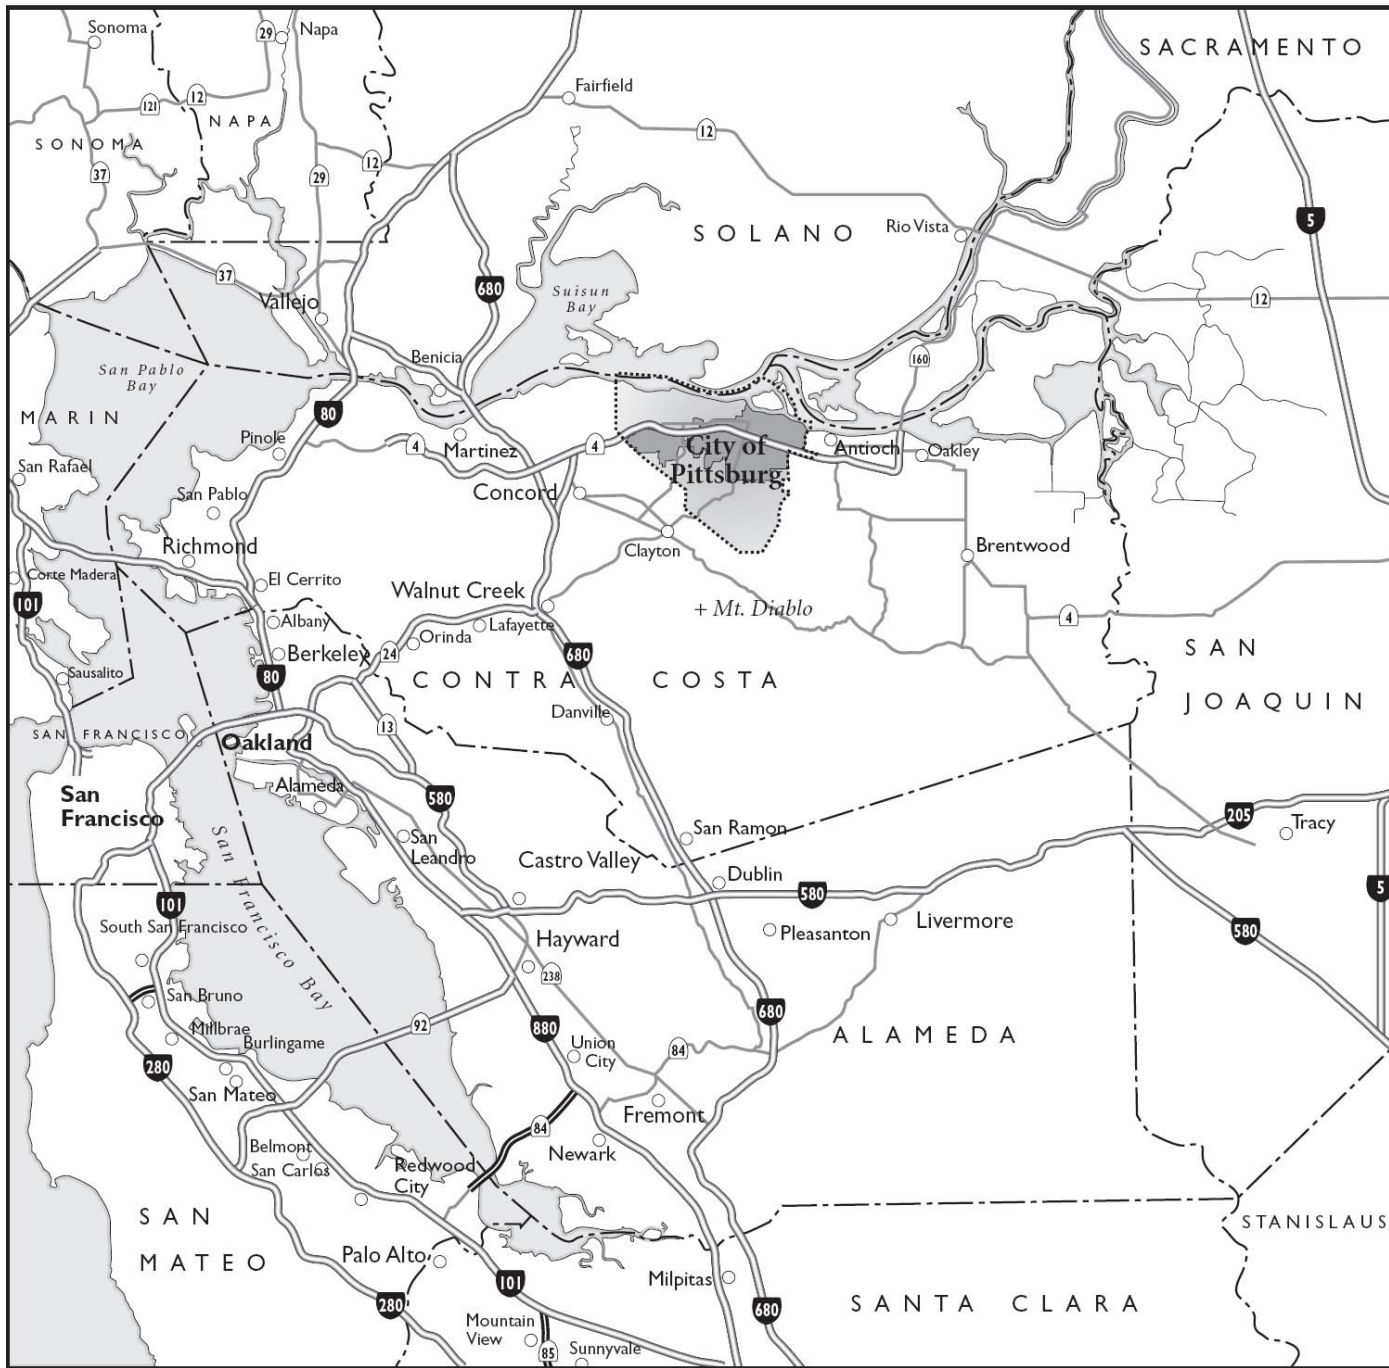 Sonoma
29
Napa
SACRAMENTO
Fairfield
121
12
NAPA
12
SONOMA
37
29
12
SOLANO
Rio Vista
5
37
680
Suisun
Bay
12
Vallejo
Benicia
160
San Pablo
Bay
MARIN
80
Pinole
4
Martinez
4
City of
Pittsburg
Antioch
Oakley
San Rafael
San Pablo
Concord
Richmond
Clayton
Brentwood
Corte Madera
El Cerrito
Walnut Creek
101
Albany
Lafayette
+ Mt. Diablo
4
Orinda
Berkeley
24
680
SAN
JOAQUIN
Sausalito
80
CONTRA COSTA
Danville
SAN FRANCISCO
Oakland
13
Alameda
San
Francisco
580
205
Tracy
San
Leandro
San Ramon
Castro Valley
Dublin
San Francisco Bay
580
5
101
South San Francisco
Hayward
Pleasanton
Livermore
580
238
San Bruno
680
Millbrae
92
880
ALAMEDA
Burlingame
Union
City
84
280
San Mateo
Fremont
84
Belmont
Newark
San Carlos
Redwood
City
SAN
MATEO
STANISLAUS
Palo Alto
Milpitas
101
280
SANTA CLARA
680
Mountain
View
85
Sunnyvale